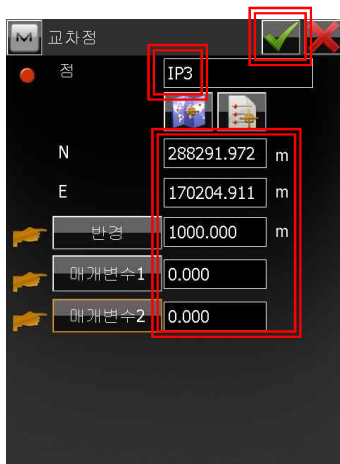 교차점
점 IP3
N 288291.972 m
E 170204.911 m
반경 1000.000 m
매개변수1 0.000
매개변수2 0.000